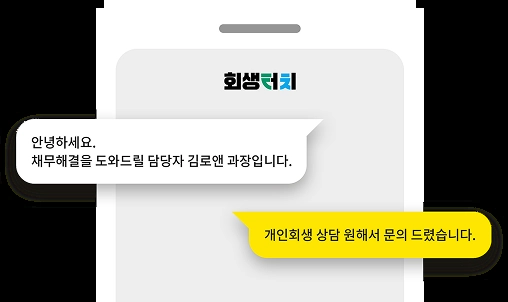 회생터치
안녕하세요.
채무해결을 도와드릴 담당자 김로앤 과장입니다.
개인회생 상담 원해서 문의 드렸습니다.